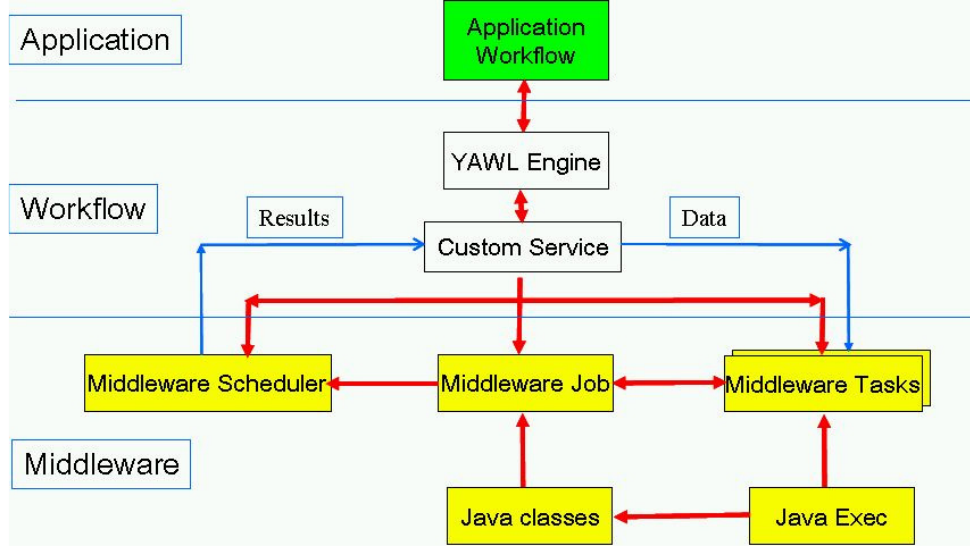 Application
Application
Workflow
YAWL Engine
Workflow
Results
Data
Custom Service
Middleware Scheduler
Middleware Job
Middleware Tasks
Middleware
Java classes
Java Exec